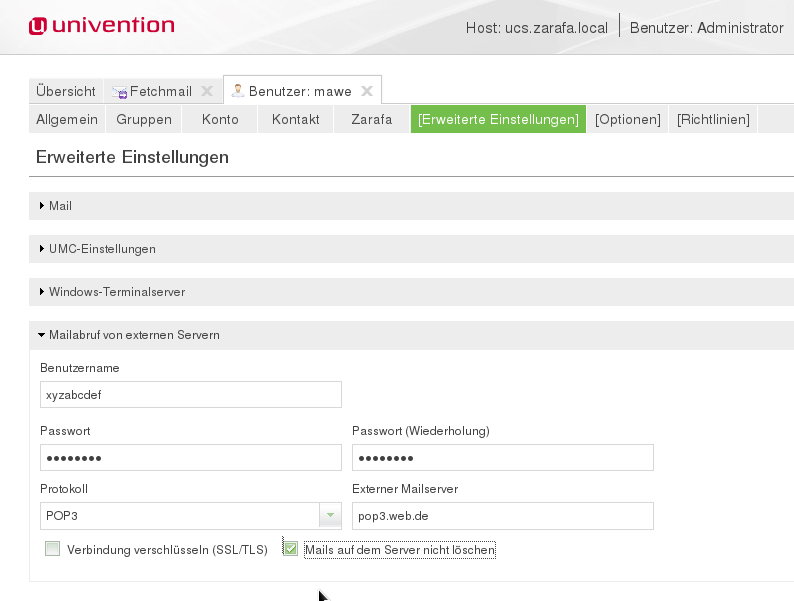 univention
Host: ucs.zarafa.local Benutzer: Administrator
Übersicht Fetchmail Benutzer: mawe
Allgemein Gruppen Konto Kontakt Zarafa [Erweiterte Einstellungen] [Optionen] [Richtlinien]
Erweiterte Einstellungen
Mail
UMC-Einstellungen
Windows-Terminalserver
Mailabruf von externen Servern
Benutzername
xyzabcdef
Passwort Passwort (Wiederholung)
•••••••• ••••••••
Protokoll Externer Mailserver
POP3 pop3.web.de
Verbindung verschlüsseln (SSL/TLS) Mails auf dem Server nicht löschen